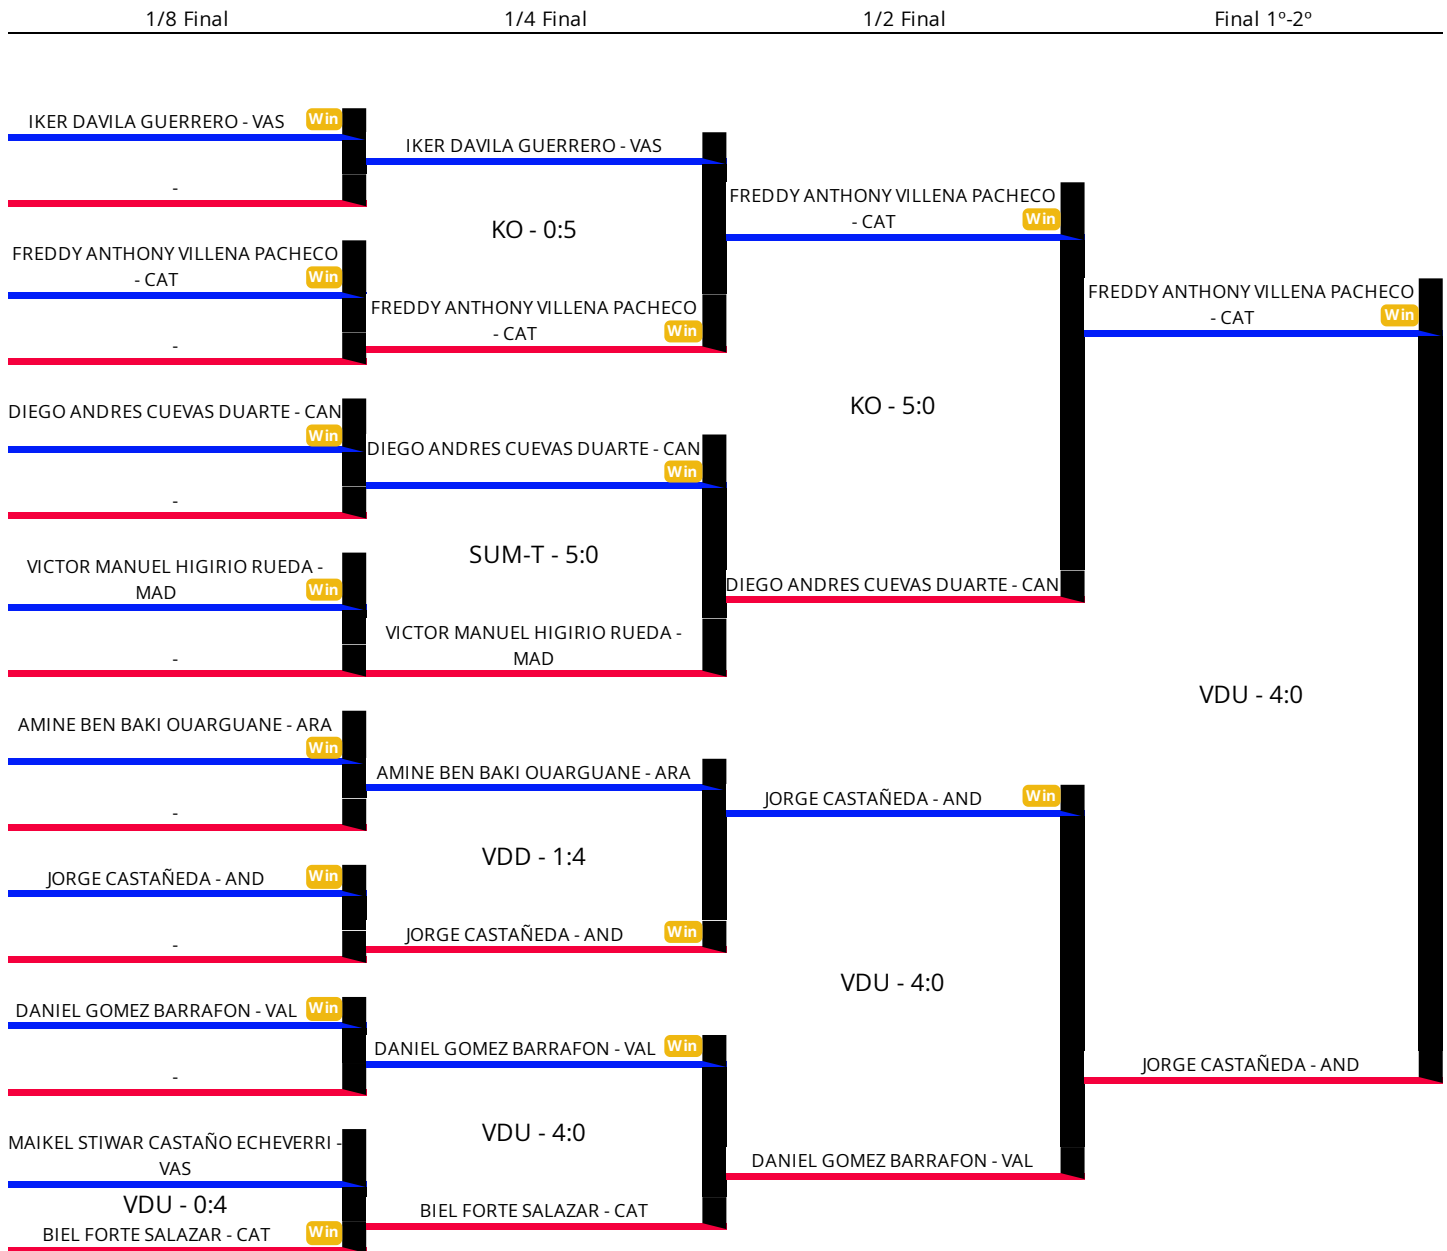 1/8 Final
1/4 Final
1/2 Final
Final 1º-2º
IKER DAVILA GUERRERO - VAS Win
-
FREDDY ANTHONY VILLENA PACHECO
- CAT Win
-
DIEGO ANDRES CUEVAS DUARTE - CAN
Win
-
VICTOR MANUEL HIGIRIO RUEDA -
MAD Win
-
AMINE BEN BAKI OUARGUANE - ARA
Win
-
JORGE CASTAÑEDA - AND Win
-
DANIEL GOMEZ BARRAFON - VAL Win
-
MAIKEL STIWAR CASTAÑO ECHEVERRI -
VAS
VDU - 0:4
BIEL FORTE SALAZAR - CAT Win
IKER DAVILA GUERRERO - VAS
KO - 0:5
FREDDY ANTHONY VILLENA PACHECO
- CAT Win
DIEGO ANDRES CUEVAS DUARTE - CAN
Win
SUM-T - 5:0
VICTOR MANUEL HIGIRIO RUEDA -
MAD
AMINE BEN BAKI OUARGUANE - ARA
VDD - 1:4
JORGE CASTAÑEDA - AND Win
DANIEL GOMEZ BARRAFON - VAL Win
VDU - 4:0
BIEL FORTE SALAZAR - CAT
FREDDY ANTHONY VILLENA PACHECO
- CAT Win
KO - 5:0
DIEGO ANDRES CUEVAS DUARTE - CAN
JORGE CASTAÑEDA - AND Win
VDU - 4:0
DANIEL GOMEZ BARRAFON - VAL
FREDDY ANTHONY VILLENA PACHECO
- CAT Win
VDU - 4:0
JORGE CASTAÑEDA - AND